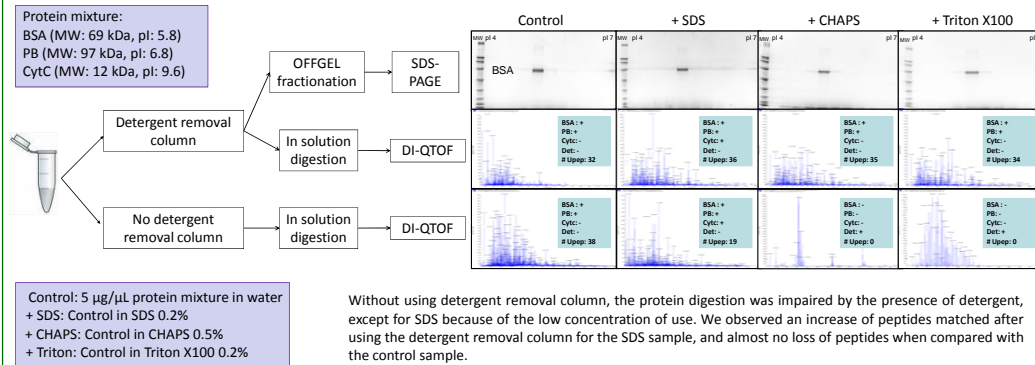 Protein mixture:
BSA (MW: 69 kDa, pI: 5.8)
PB (MW: 97 kDa, pI: 6.8)
CytC (MW: 12 kDa, pI: 9.6)
Detergent removal
column
OFFGEL
fractionation
SDS-
PAGE
In solution
digestion
DI-QTOF
No detergent
removal column
In solution
digestion
DI-QTOF
Control
+ SDS
+ CHAPS
+ Triton X100
MW pI 4
pI 7
BSA
BSA : +
PB: +
Cytc: -
Det: -
# Upep: 32
BSA : +
PB: +
Cytc: +
Det: -
# Upep: 36
BSA : +
PB: +
Cytc: -
Det: -
# Upep: 35
BSA : +
PB: +
Cytc: -
Det: -
# Upep: 34
BSA : +
PB: +
Cytc: -
Det: -
# Upep: 38
BSA : +
PB: +
Cytc: +
Det: -
# Upep: 19
BSA : -
PB: -
Cytc: -
Det: +
# Upep: 0
BSA : -
PB: -
Cytc: -
Det: +
# Upep: 0
Control: 5 µg/µL protein mixture in water
+ SDS: Control in SDS 0.2%
+ CHAPS: Control in CHAPS 0.5%
+ Triton: Control in Triton X100 0.2%
Without using detergent removal column, the protein digestion was impaired by the presence of detergent,
except for SDS because of the low concentration of use. We observed an increase of peptides matched after
using the detergent removal column for the SDS sample, and almost no loss of peptides when compared with
the control sample.